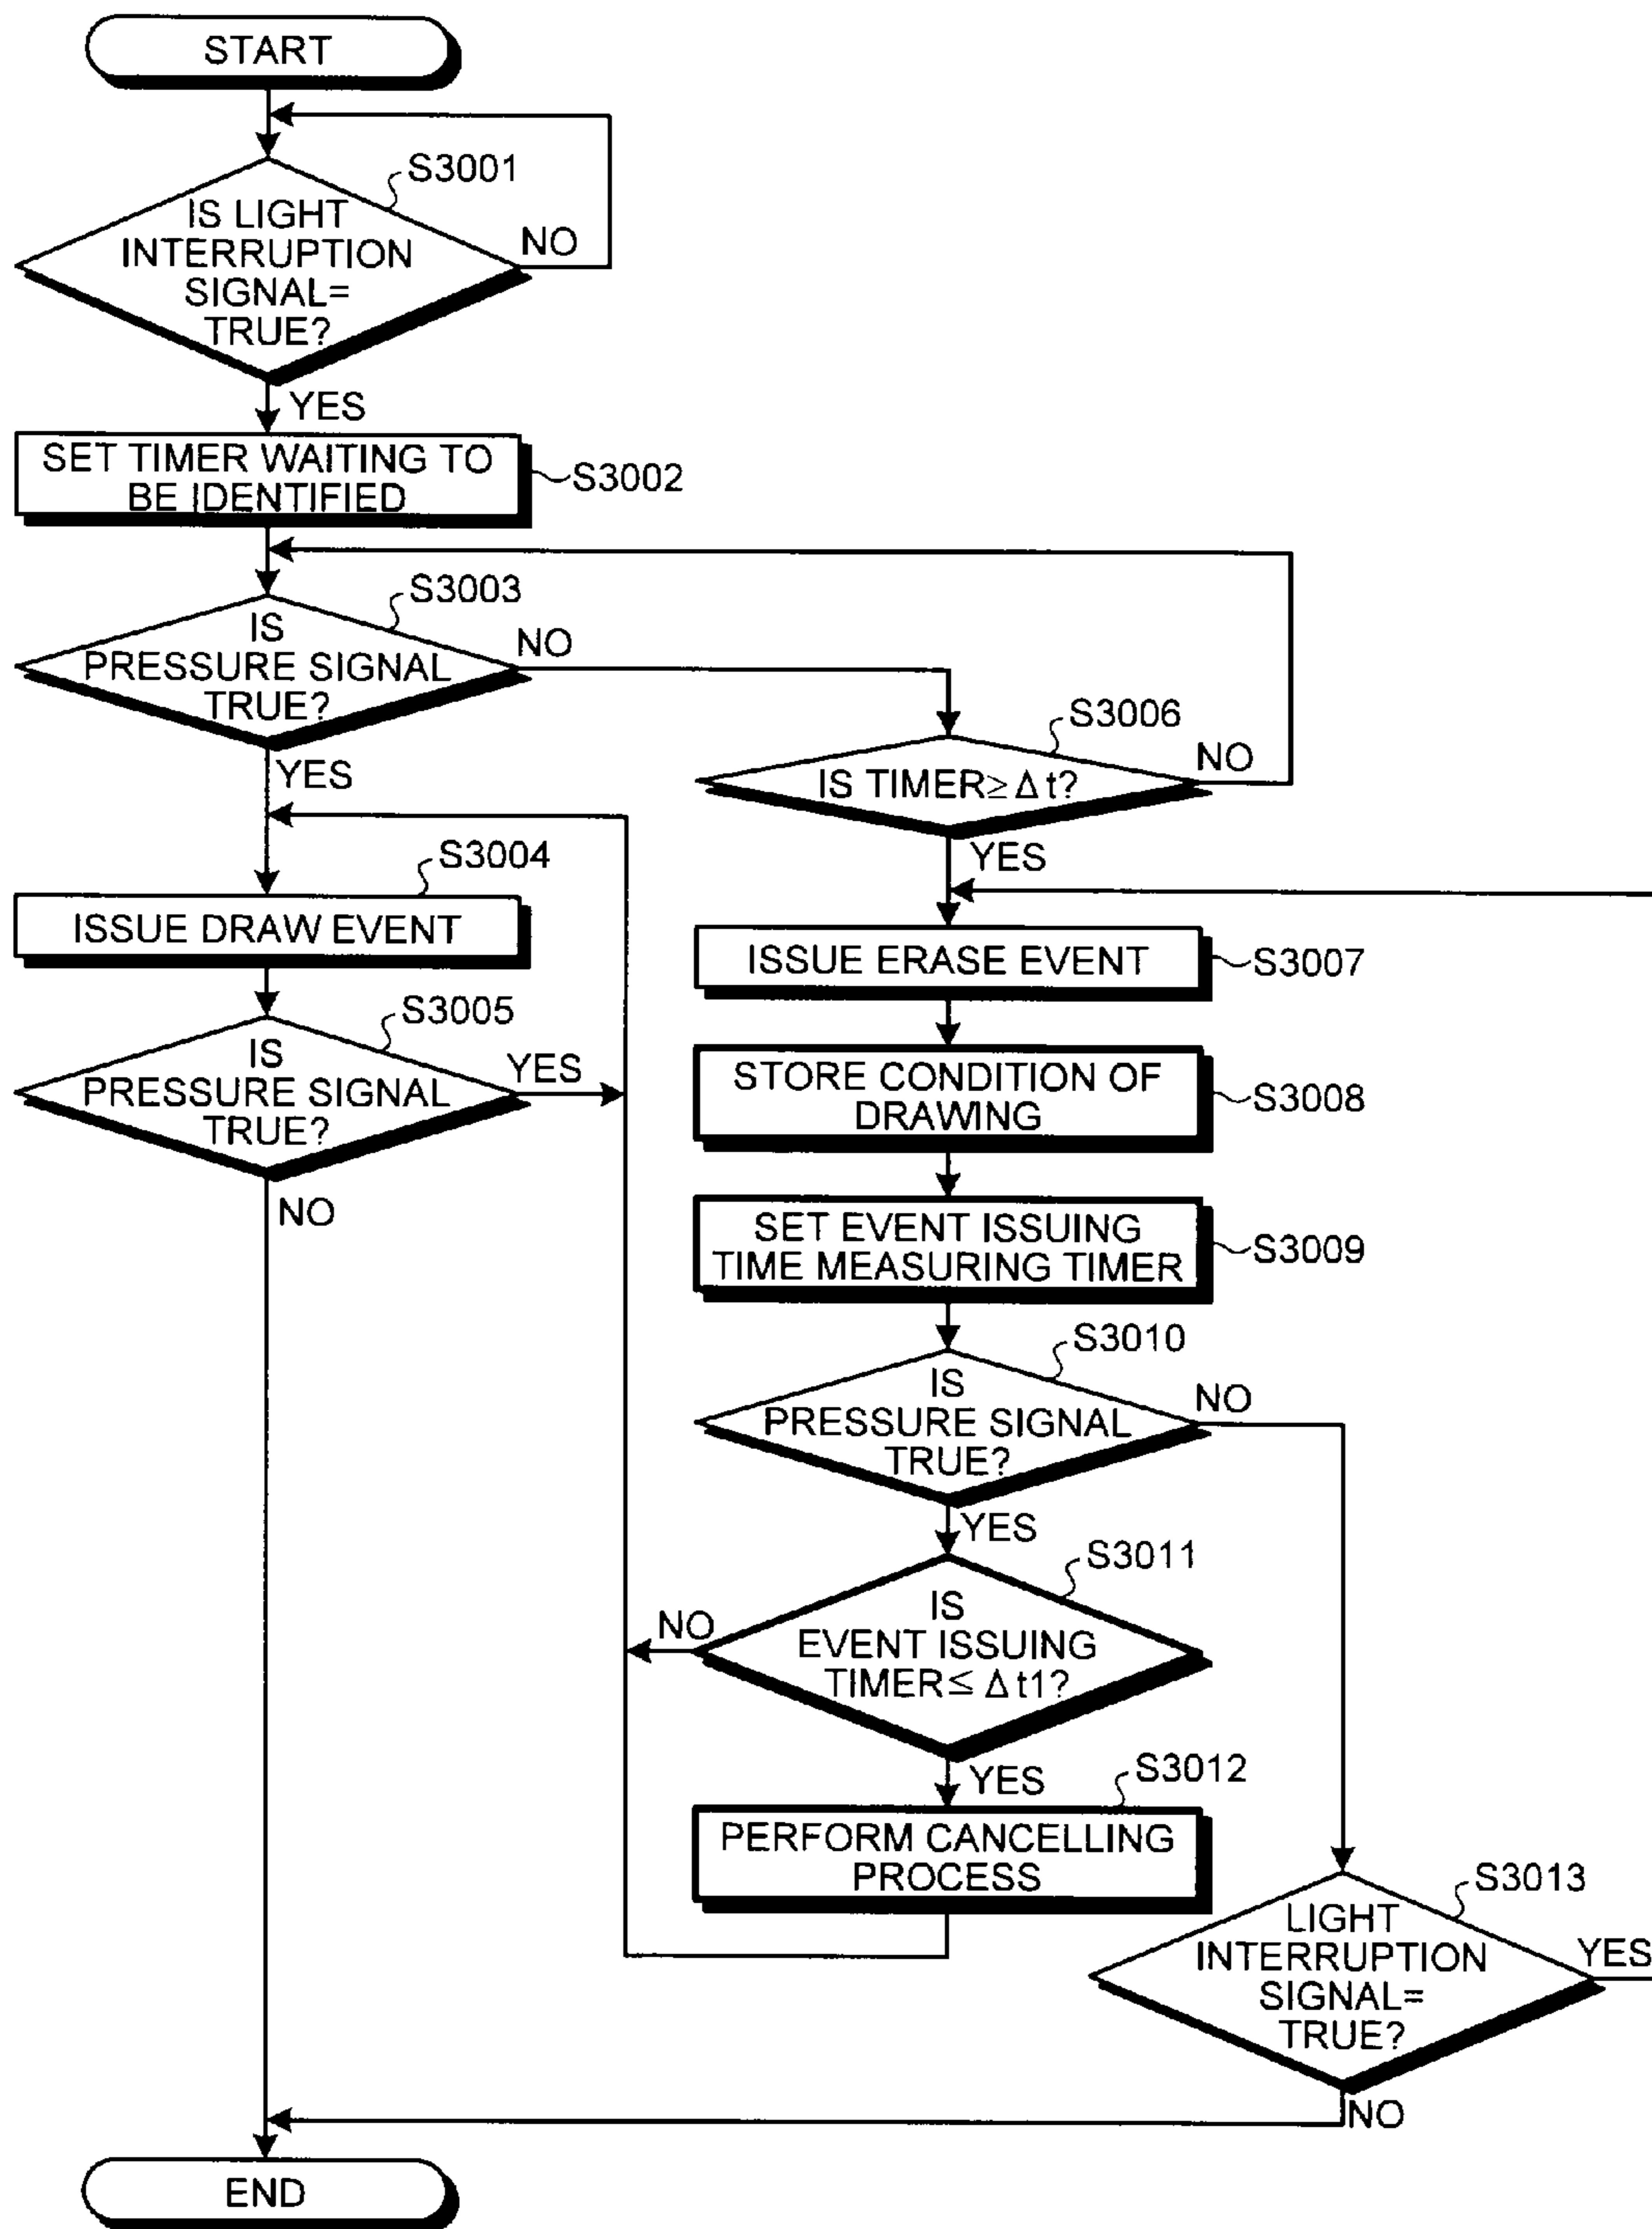 START
S3001
IS LIGHT
INTERRUPTION
SIGNAL=
TRUE?
NO
YES
SET TIMER WAITING TO
BE IDENTIFIED
S3002
S3003
IS
PRESSURE SIGNAL
TRUE?
NO
YES
S3006
IS TIMER≥Δt?
NO
YES
S3004
ISSUE DRAW EVENT
S3005
IS
PRESSURE SIGNAL
TRUE?
YES
NO
ISSUE ERASE EVENT
S3007
STORE CONDITION OF
DRAWING
S3008
SET EVENT ISSUING
TIME MEASURING TIMER
S3009
S3010
IS
PRESSURE SIGNAL
TRUE?
NO
YES
S3011
IS
EVENT ISSUING
TIMER≤ Δt1?
NO
YES
S3012
PERFORM CANCELLING
PROCESS
S3013
LIGHT
INTERRUPTION
SIGNAL=
TRUE?
YES
NO
END